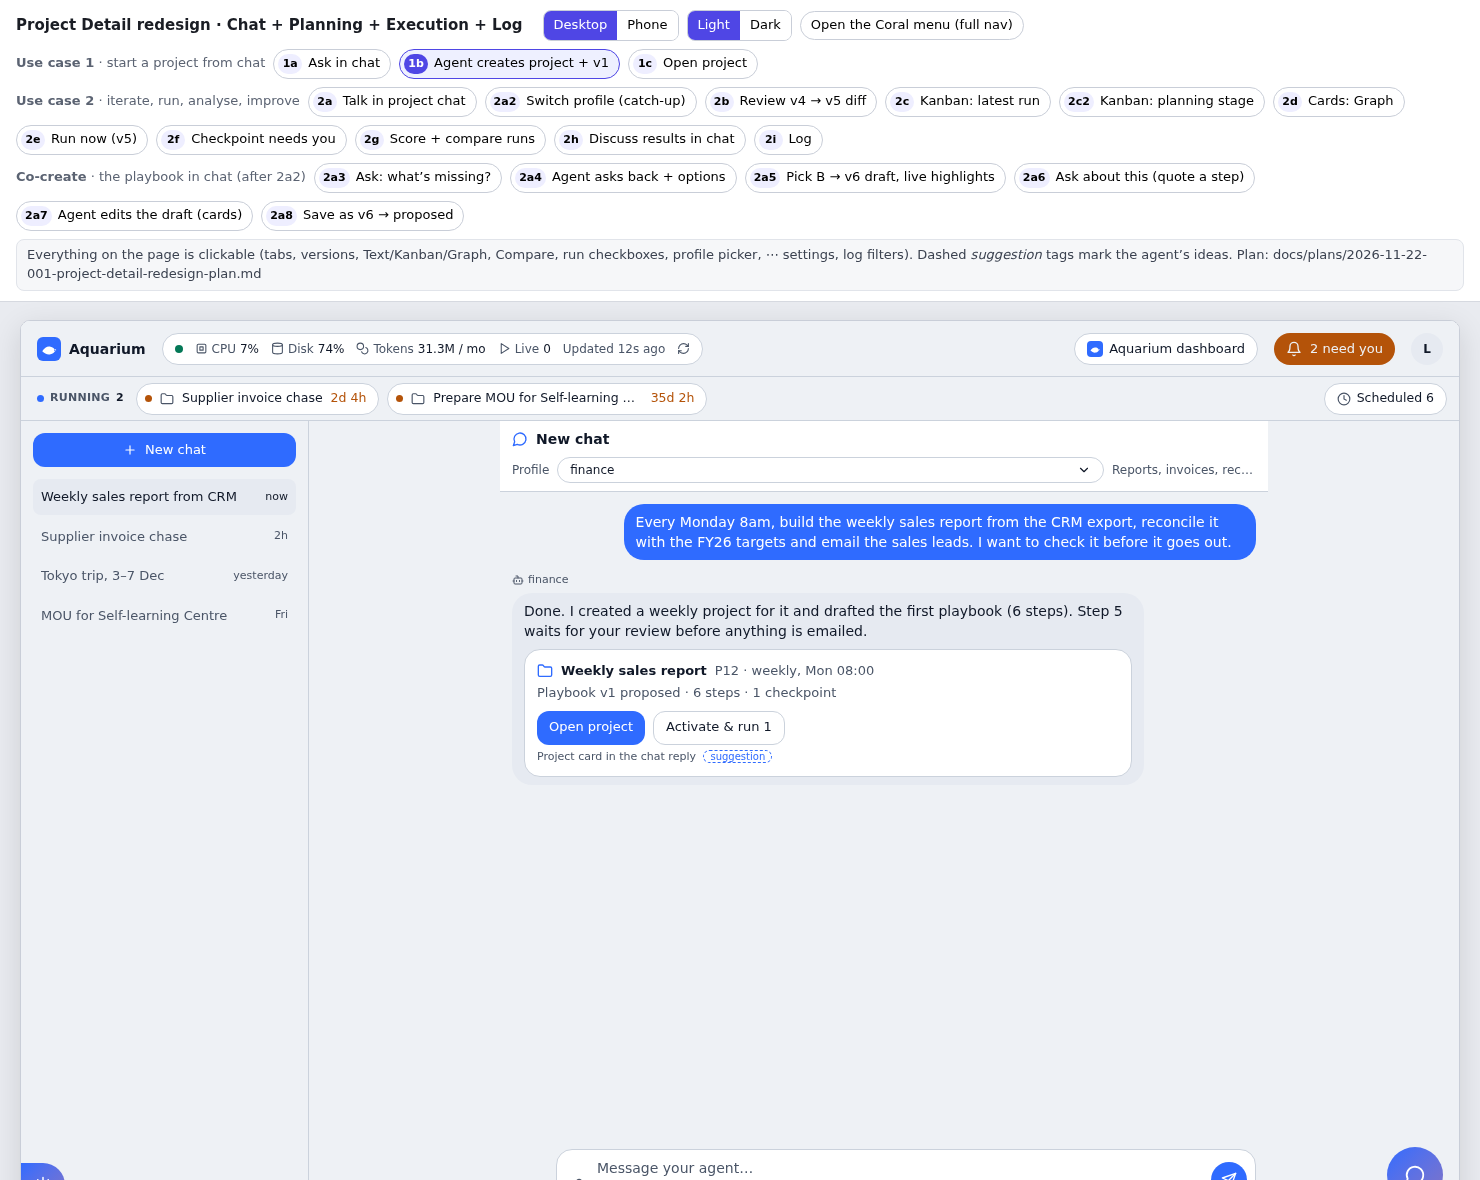 Project Detail redesign · Chat + Planning + Execution + Log
Desktop Phone Light Dark Open the Coral menu (full nav)
Use case 1 · start a project from chat 1a Ask in chat 1b Agent creates project + v1 1c Open project
Use case 2 · iterate, run, analyse, improve 2a Talk in project chat 2a2 Switch profile (catch-up) 2b Review v4 → v5 diff 2c Kanban: latest run 2c2 Kanban: planning stage 2d Cards: Graph
2e Run now (v5) 2f Checkpoint needs you 2g Score + compare runs 2h Discuss results in chat 2i Log
Co-create · the playbook in chat (after 2a2) 2a3 Ask: what’s missing? 2a4 Agent asks back + options 2a5 Pick B → v6 draft, live highlights 2a6 Ask about this (quote a step)
2a7 Agent edits the draft (cards) 2a8 Save as v6 → proposed
Everything on the page is clickable (tabs, versions, Text/Kanban/Graph, Compare, run checkboxes, profile picker, ··· settings, log filters). Dashed suggestion tags mark the agent’s ideas. Plan: docs/plans/2026-11-22-
001-project-detail-redesign-plan.md
Aquarium CPU 7% Disk 74% Tokens 31.3M / mo Live 0 Updated 12s ago Aquarium dashboard 2 need you L
RUNNING 2 Supplier invoice chase 2d 4h Prepare MOU for Self-learning ... 35d 2h Scheduled 6
New chat
Weekly sales report from CRM now
Supplier invoice chase 2h
Tokyo trip, 3–7 Dec yesterday
MOU for Self-learning Centre Fri
New chat
Profile finance Reports, invoices, rec...
Every Monday 8am, build the weekly sales report from the CRM export, reconcile it
with the FY26 targets and email the sales leads. I want to check it before it goes out.
finance
Done. I created a weekly project for it and drafted the first playbook (6 steps). Step 5
waits for your review before anything is emailed.
Weekly sales report P12 · weekly, Mon 08:00
Playbook v1 proposed · 6 steps · 1 checkpoint
Open project Activate & run 1
Project card in the chat reply suggestion
Message your agent...